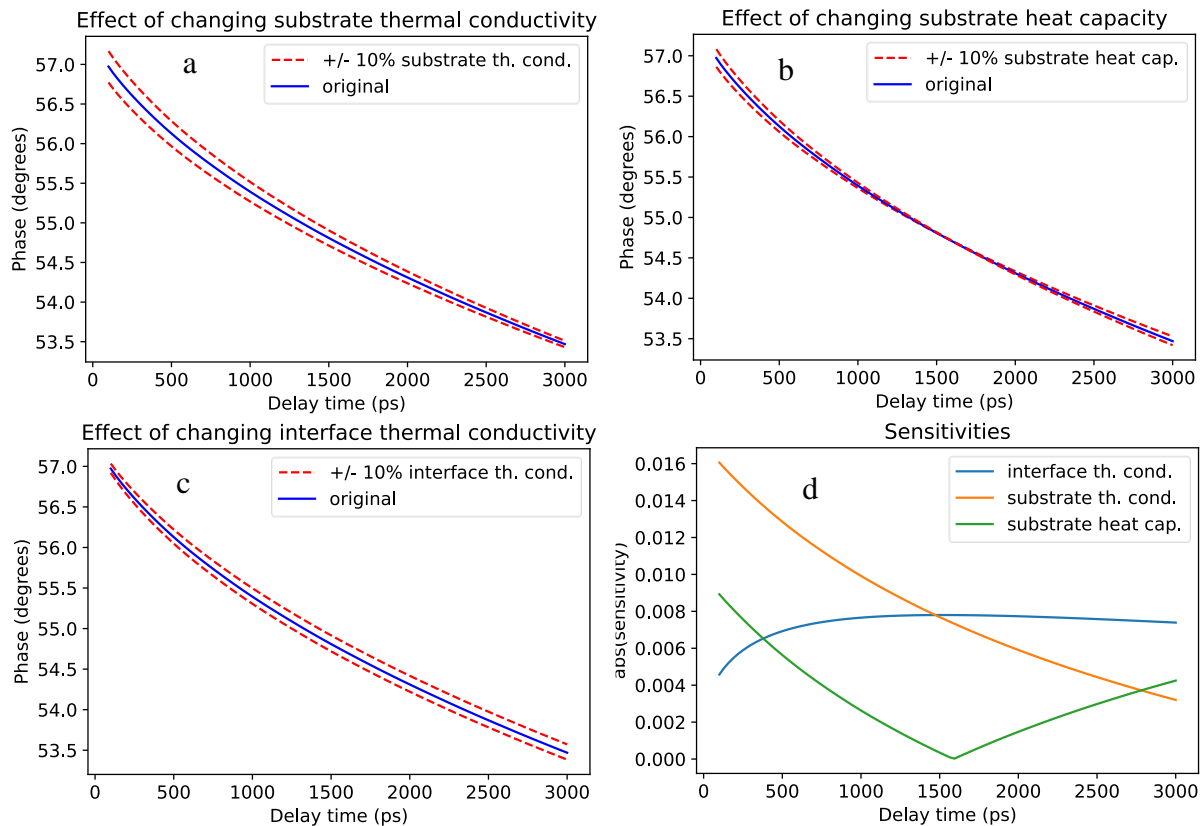 Effect of changing substrate thermal conductivity
a
+/- 10% substrate th. cond.
original
57.0
56.5
56.0
55.5
55.0
54.5
54.0
53.5
Phase (degrees)
0 500 1000 1500 2000 2500 3000
Delay time (ps)
Effect of changing substrate heat capacity
b
+/- 10% substrate heat cap.
original
57.0
56.5
56.0
55.5
55.0
54.5
54.0
53.5
Phase (degrees)
0 500 1000 1500 2000 2500 3000
Delay time (ps)
Effect of changing interface thermal conductivity
c
+/- 10% interface th. cond.
original
57.0
56.5
56.0
55.5
55.0
54.5
54.0
53.5
Phase (degrees)
0 500 1000 1500 2000 2500 3000
Delay time (ps)
Sensitivities
d
interface th. cond.
substrate th. cond.
substrate heat cap.
0.016
0.014
0.012
0.010
0.008
0.006
0.004
0.002
0.000
abs(sensitivity)
0 500 1000 1500 2000 2500 3000
Delay time (ps)